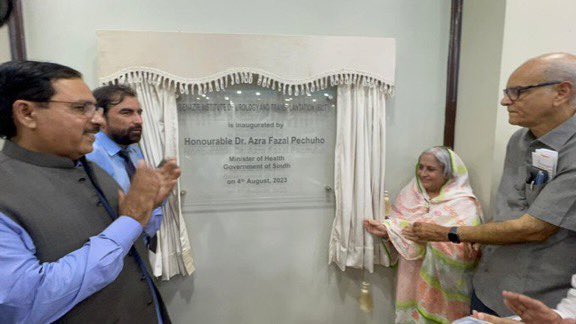 INSTITUTE OF UROLOGY AND TRANSPLANTATION
is inaugurated by
Honourable Dr. Azra Fazal Pechuho
Minister of Health
Government of Sindh
on 4th August, 2023